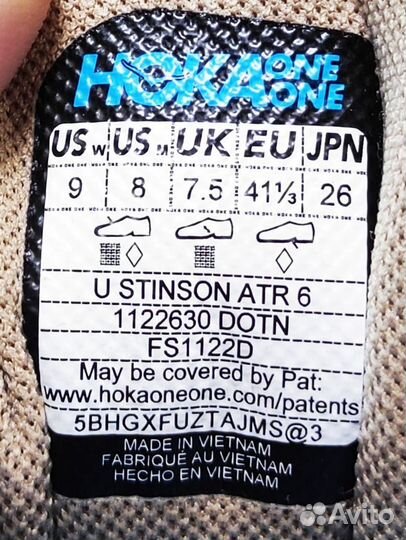 HOKA ONE ONE
US W US M UK EU JPN
9 8 7.5 41⅓ 26
U STINSON ATR 6
1122630 DOTN
FS1122D
May be covered by Pat:
www.hokaoneone.com/patents
5BHGXFUZTAJMS@3
MADE IN VIETNAM
FABRIQUÉ AU VIETNAM
HECHO EN VIETNAM
Avito